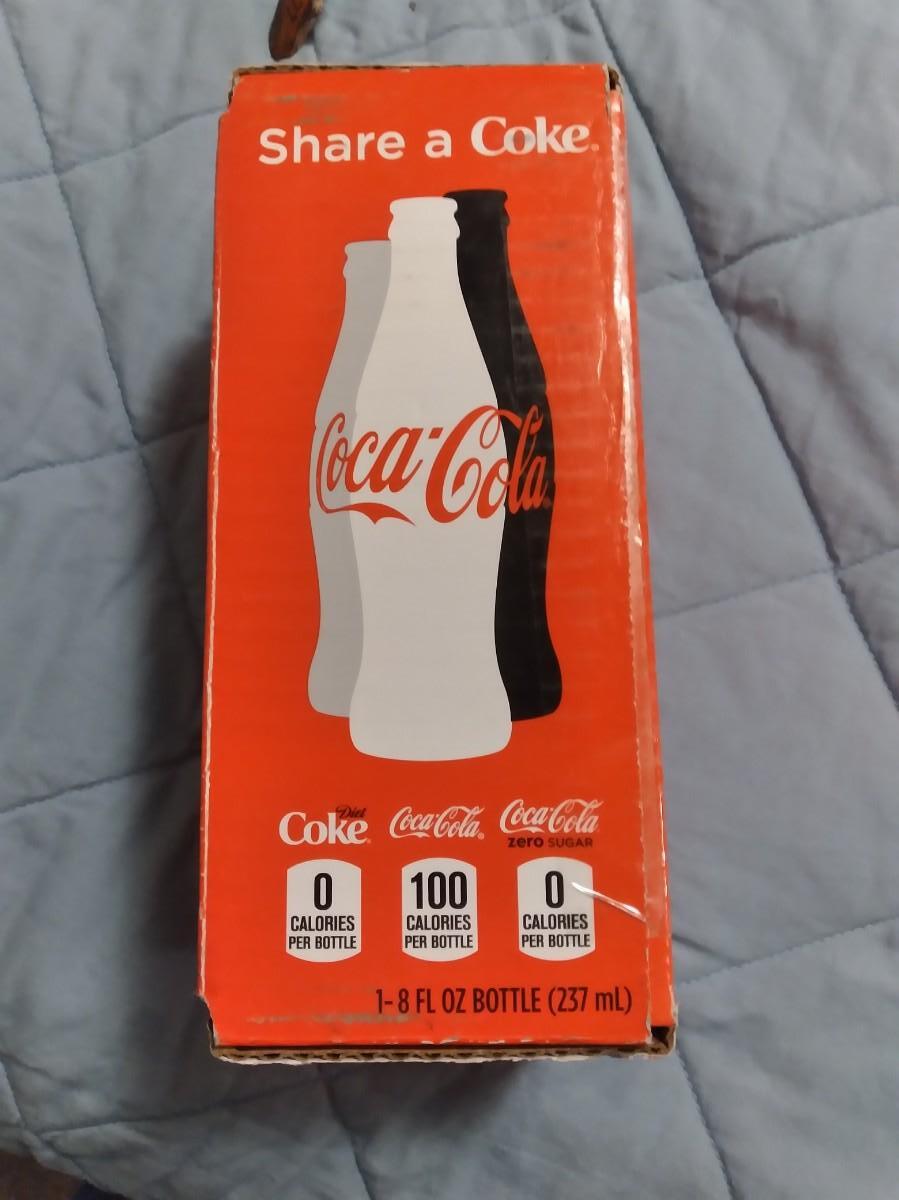 Share a Coke.
Coca-Cola
Diet Coke Coca-Cola Coca-Cola zero SUGAR
0 100 0
CALORIES CALORIES CALORIES
PER BOTTLE PER BOTTLE PER BOTTLE
1-8 FL OZ BOTTLE (237 mL)